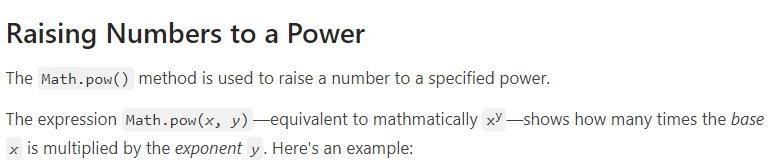 Raising Numbers to a Power
The Math.pow() method is used to raise a number to a specified power.
The expression Math.pow(x, y)—equivalent to mathmatically xʸ—shows how many times the base
x is multiplied by the exponent y. Here's an example: